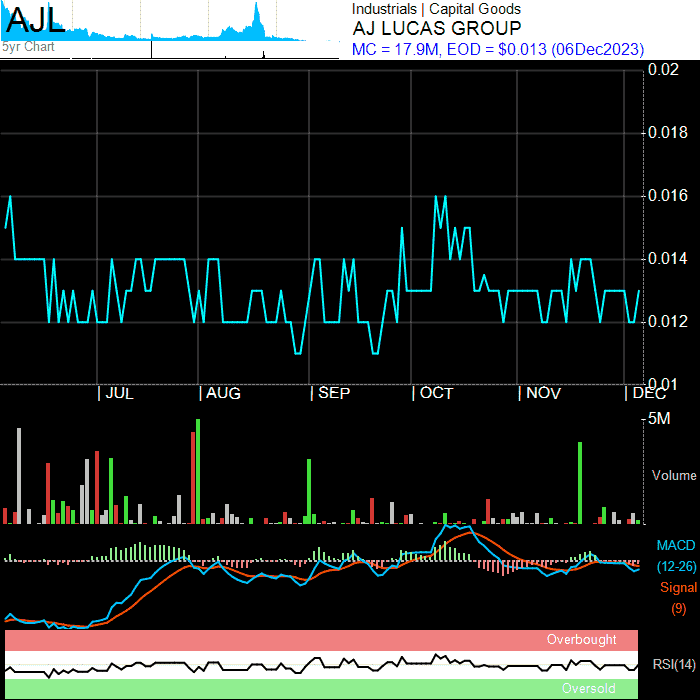 AJL
5yr Chart
Industrials | Capital Goods
AJ LUCAS GROUP
MC = 17.9M, EOD = $0.013 (06Dec2023)
0.02
0.018
0.016
0.014
0.012
0.01
JUL
AUG
SEP
OCT
NOV
DEC
5M
Volume
MACD
(12-26)
Signal
(9)
Overbought
RSI(14)
Oversold